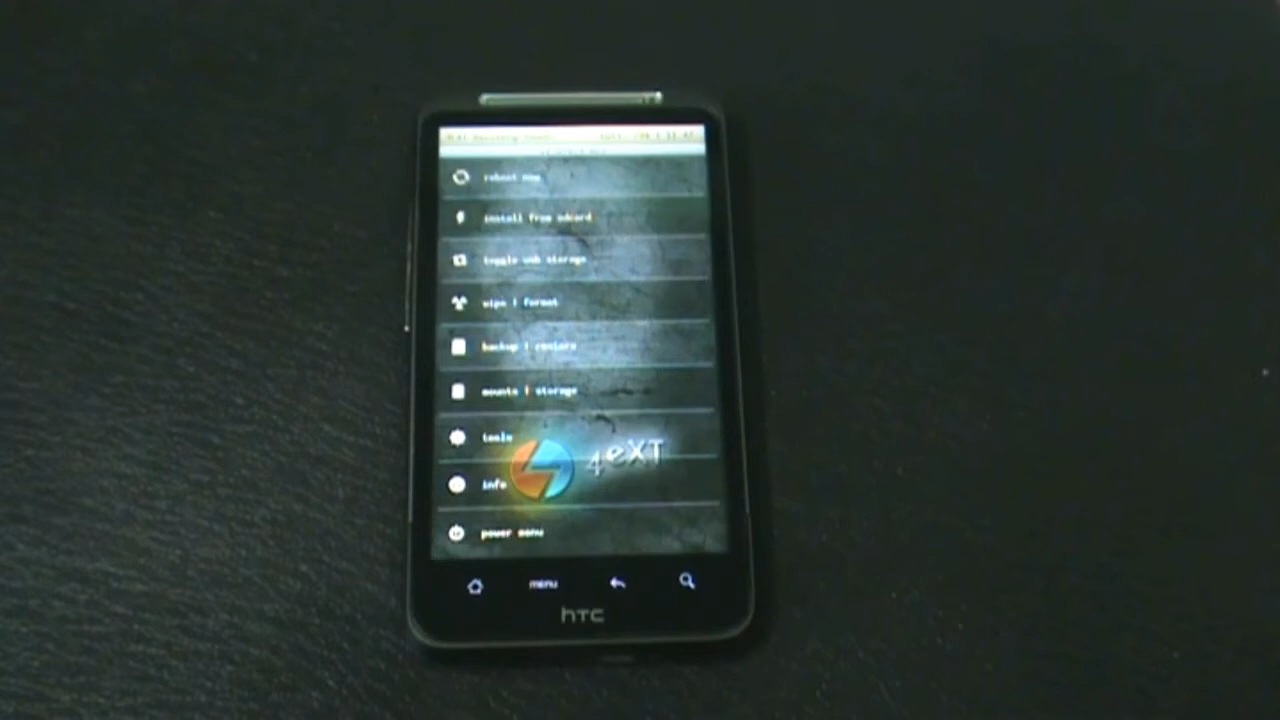 reboot now
install from sdcard
toggle usb storage
wipe | format
backup | restore
mounts | storage
tools
4eXT
info
power menu
menu
hTC